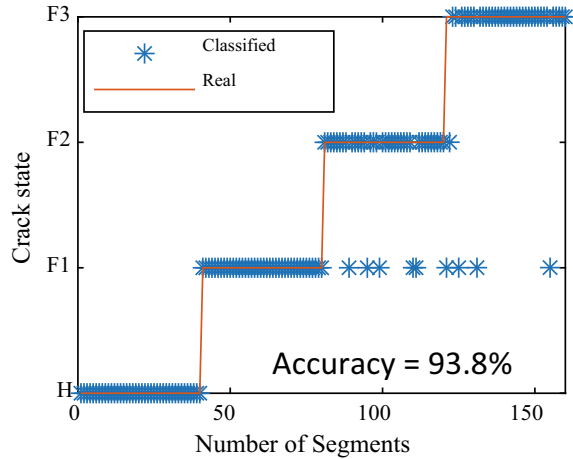 F3
Classified
Real
F2
Crack state
F1
Accuracy = 93.8%
H
0 50 100 150
Number of Segments